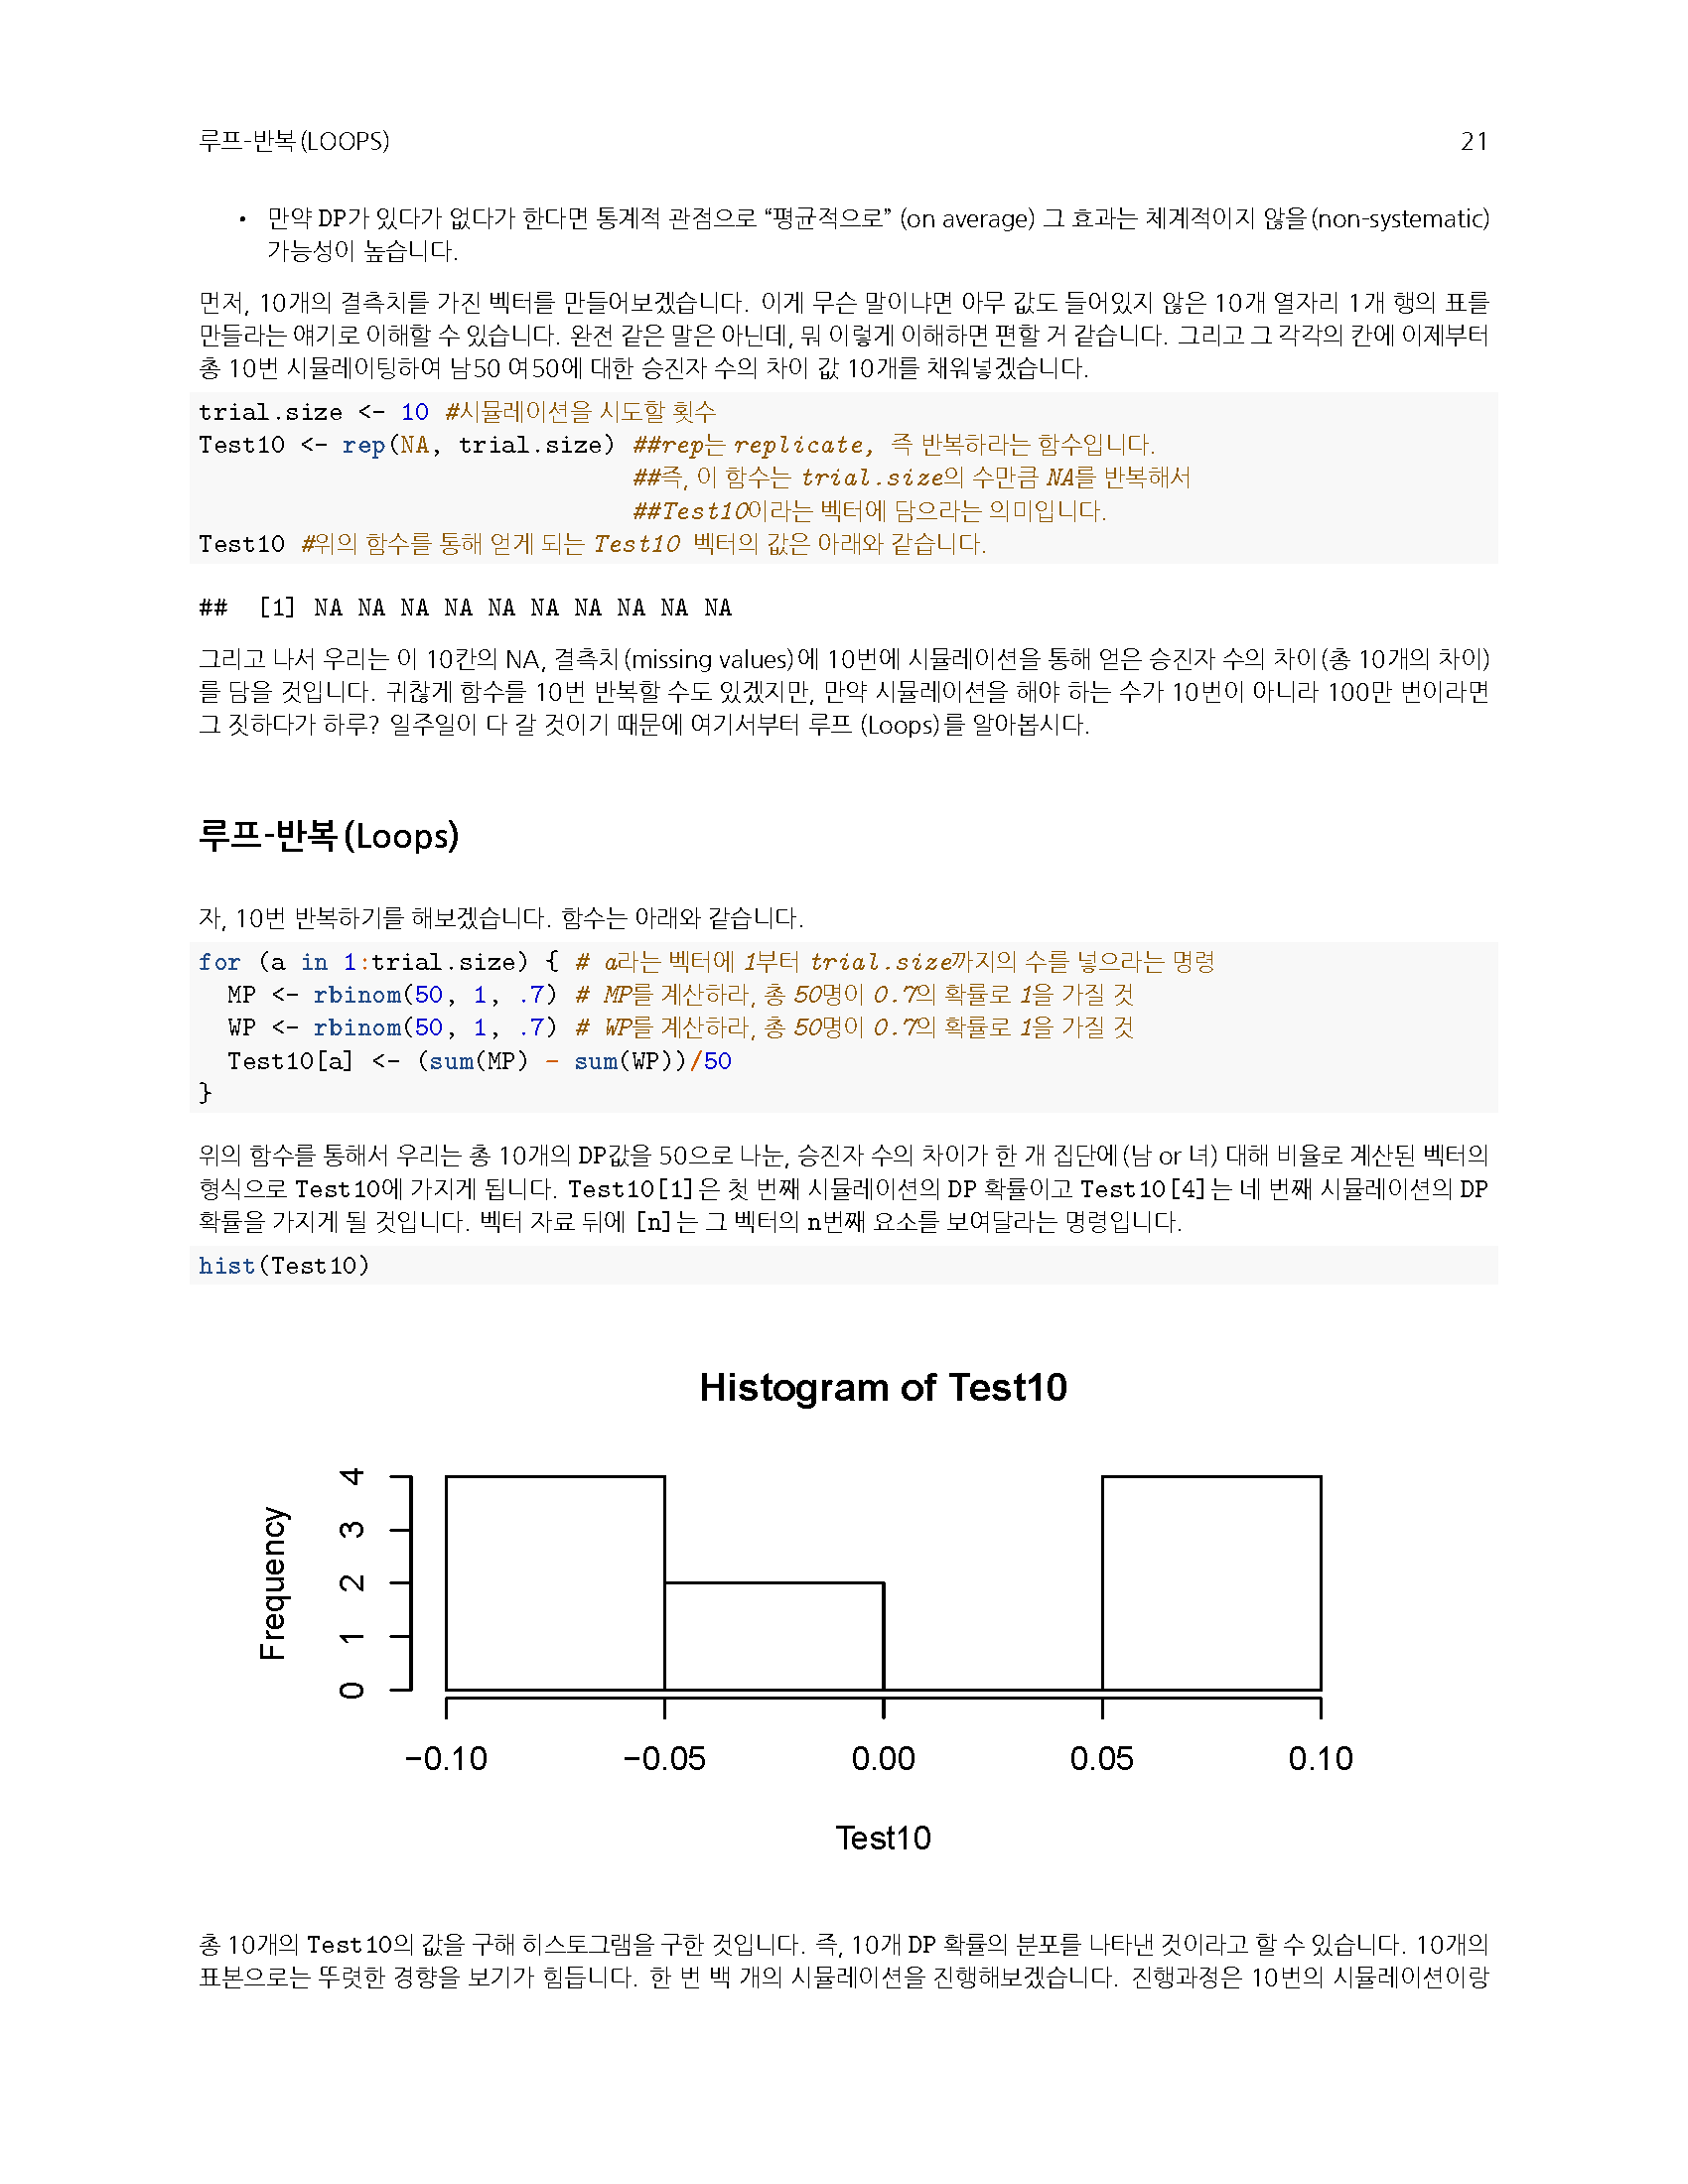 루프-반복(LOOPS) 21
• 만약 DP가 있다가 없다가 한다면 통계적 관점으로 “평균적으로” (on average) 그 효과는 체계적이지 않을(non-systematic)
가능성이 높습니다.
먼저, 10개의 결측치를 가진 벡터를 만들어보겠습니다. 이게 무슨 말이냐면 아무 값도 들어있지 않은 10개 열자리 1개 행의 표를
만들라는 얘기로 이해할 수 있습니다. 완전 같은 말은 아닌데, 뭐 이렇게 이해하면 편할 거 같습니다. 그리고 그 각각의 칸에 이제부터
총 10번 시뮬레이팅하여 남50 여50에 대한 승진자 수의 차이 값 10개를 채워넣겠습니다.
trial.size <- 10 #시뮬레이션을 시도할 횟수
Test10 <- rep(NA, trial.size) ##rep는 replicate, 즉 반복하라는 함수입니다.
##즉, 이 함수는 trial.size의 수만큼 NA를 반복해서
##Test10이라는 벡터에 담으라는 의미입니다.
Test10 #위의 함수를 통해 얻게 되는 Test10 벡터의 값은 아래와 같습니다.
## [1] NA NA NA NA NA NA NA NA NA NA
그리고 나서 우리는 이 10칸의 NA, 결측치(missing values)에 10번에 시뮬레이션을 통해 얻은 승진자 수의 차이(총 10개의 차이)
를 담을 것입니다. 귀찮게 함수를 10번 반복할 수도 있겠지만, 만약 시뮬레이션을 해야 하는 수가 10번이 아니라 100만 번이라면
그 짓하다가 하루? 일주일이 다 갈 것이기 때문에 여기서부터 루프 (Loops)를 알아봅시다.
루프-반복(Loops)
자, 10번 반복하기를 해보겠습니다. 함수는 아래와 같습니다.
for (a in 1:trial.size) { # a라는 벡터에 1부터 trial.size까지의 수를 넣으라는 명령
MP <- rbinom(50, 1, .7) # MP를 계산하라, 총 50명이 0.7의 확률로 1을 가질 것
WP <- rbinom(50, 1, .7) # WP를 계산하라, 총 50명이 0.7의 확률로 1을 가질 것
Test10[a] <- (sum(MP) - sum(WP))/50
}
위의 함수를 통해서 우리는 총 10개의 DP값을 50으로 나눈, 승진자 수의 차이가 한 개 집단에(남 or 녀) 대해 비율로 계산된 벡터의
형식으로 Test10에 가지게 됩니다. Test10[1]은 첫 번째 시뮬레이션의 DP 확률이고 Test10[4]는 네 번째 시뮬레이션의 DP
확률을 가지게 될 것입니다. 벡터 자료 뒤에 [n]는 그 벡터의 n번째 요소를 보여달라는 명령입니다.
hist(Test10)
Histogram of Test10
Frequency
4
3
2
1
0
−0.10 −0.05 0.00 0.05 0.10
Test10
총 10개의 Test10의 값을 구해 히스토그램을 구한 것입니다. 즉, 10개 DP 확률의 분포를 나타낸 것이라고 할 수 있습니다. 10개의
표본으로는 뚜렷한 경향을 보기가 힘듭니다. 한 번 백 개의 시뮬레이션을 진행해보겠습니다. 진행과정은 10번의 시뮬레이션이랑